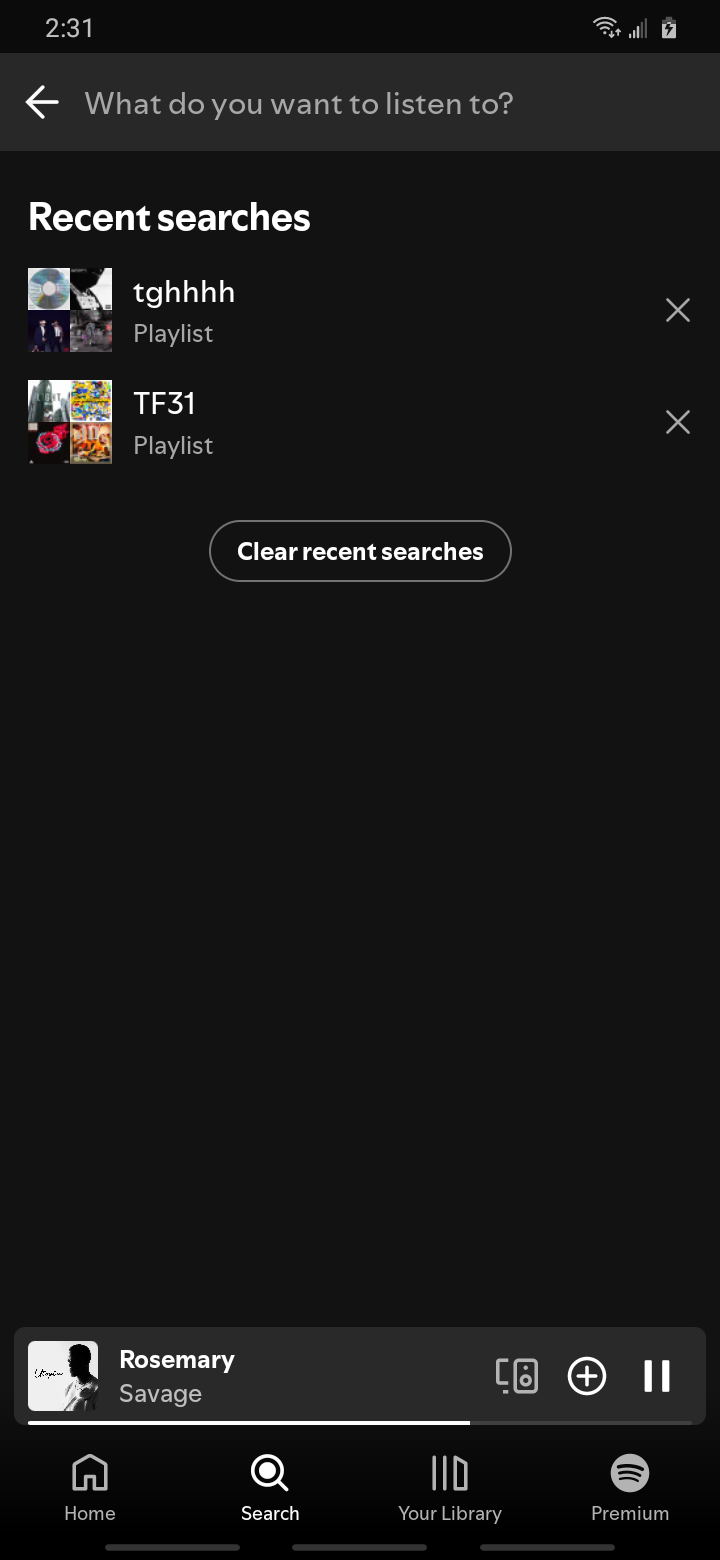 2:31
What do you want to listen to?
Recent searches
tghhhh
Playlist
TF31
Playlist
Clear recent searches
Utopia
Rosemary
Savage
Home
Search
Your Library
Premium